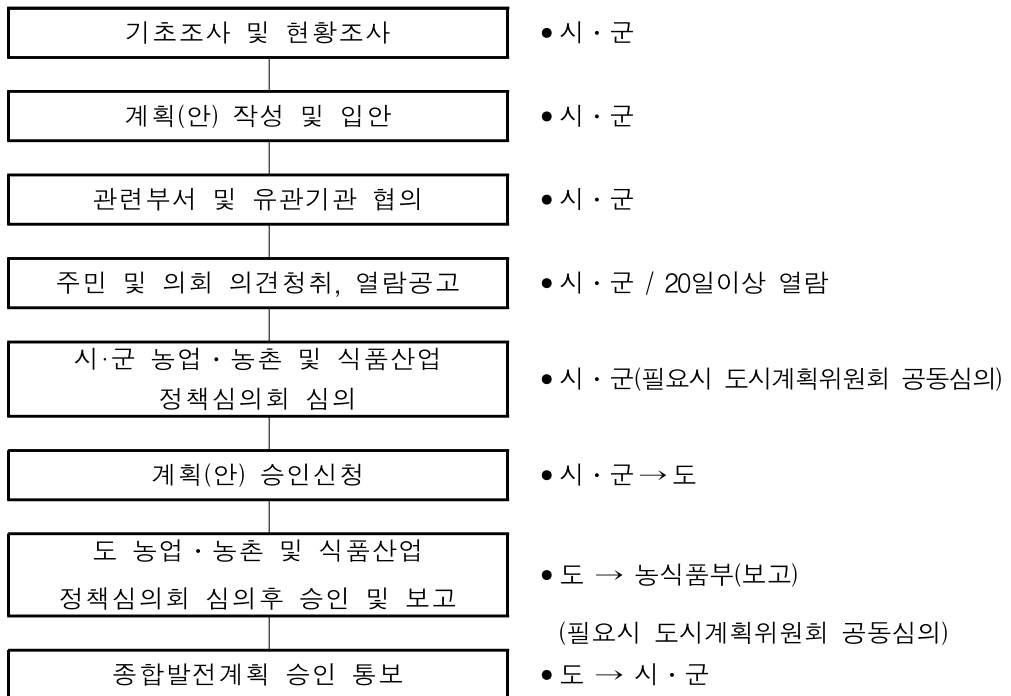 기초조사 및 현황조사
● 시 · 군
계획(안) 작성 및 입안
● 시 · 군
관련부서 및 유관기관 협의
● 시 · 군
주민 및 의회 의견청취, 열람공고
● 시 · 군 / 20일이상 열람
시·군 농업 · 농촌 및 식품산업
정책심의회 심의
● 시 · 군(필요시 도시계획위원회 공동심의)
계획(안) 승인신청
● 시 · 군 → 도
도 농업 · 농촌 및 식품산업
정책심의회 심의후 승인 및 보고
● 도 → 농식품부(보고)
(필요시 도시계획위원회 공동심의)
종합발전계획 승인 통보
● 도 → 시 · 군